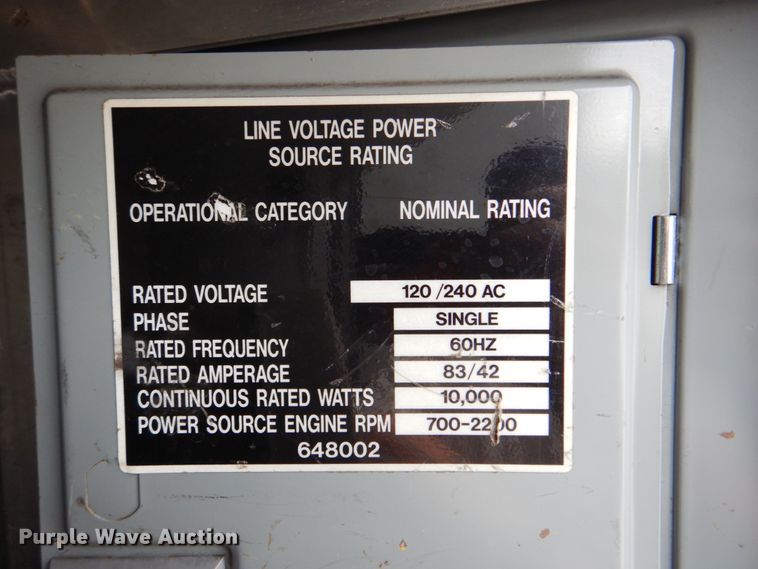 LINE VOLTAGE POWER
SOURCE RATING
OPERATIONAL CATEGORY NOMINAL RATING
RATED VOLTAGE 120/240 AC
PHASE SINGLE
RATED FREQUENCY 60HZ
RATED AMPERAGE 83/42
CONTINUOUS RATED WATTS 10,000
POWER SOURCE ENGINE RPM 700-2200
648002
Purple Wave Auction